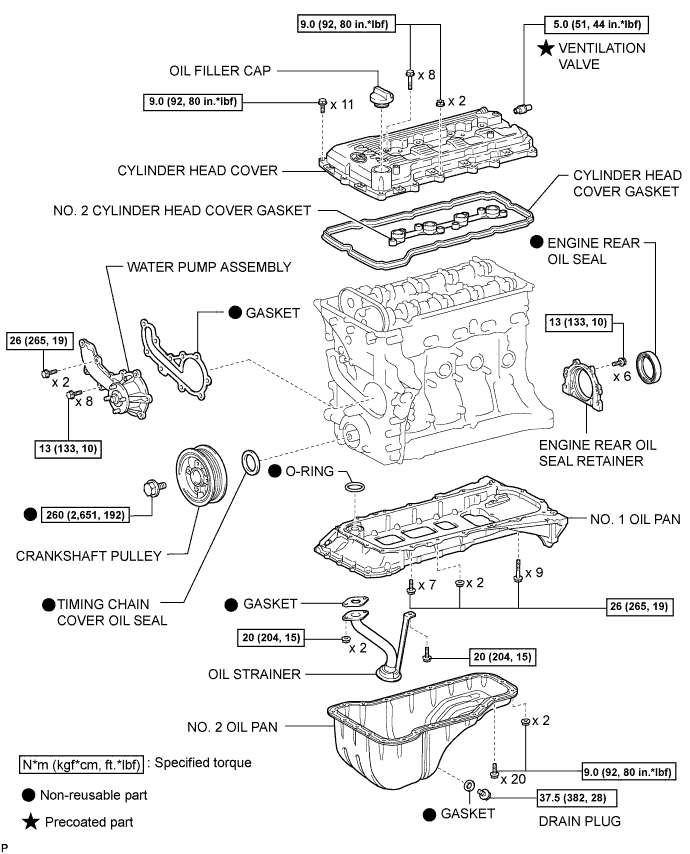 9.0 (92, 80 in.*lbf)
5.0 (51, 44 in.*lbf)
★ VENTILATION
VALVE
OIL FILLER CAP
x 8
9.0 (92, 80 in.*lbf)
x 11
x 2
CYLINDER HEAD COVER
CYLINDER HEAD
COVER GASKET
NO. 2 CYLINDER HEAD COVER GASKET
● ENGINE REAR
OIL SEAL
WATER PUMP ASSEMBLY
● GASKET
13 (133, 10)
26 (265, 19)
x 2
x 6
x 8
13 (133, 10)
ENGINE REAR OIL
SEAL RETAINER
● O-RING
● 260 (2,651, 192)
NO. 1 OIL PAN
CRANKSHAFT PULLEY
x 7
x 2
x 9
● TIMING CHAIN
COVER OIL SEAL
● GASKET
26 (265, 19)
20 (204, 15)
x 2
20 (204, 15)
OIL STRAINER
NO. 2 OIL PAN
x 2
N*m (kgf*cm, ft.*lbf) : Specified torque
x 20
9.0 (92, 80 in.*lbf)
● Non-reusable part
37.5 (382, 28)
● GASKET
DRAIN PLUG
★ Precoated part
P